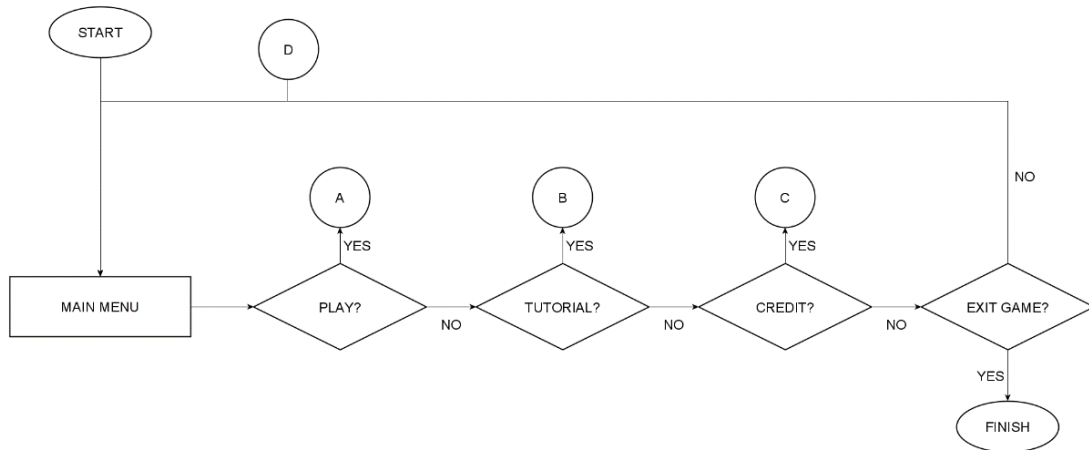 START
D
NO
A
B
C
YES
YES
YES
MAIN MENU
PLAY?
TUTORIAL?
CREDIT?
EXIT GAME?
NO
NO
NO
YES
FINISH